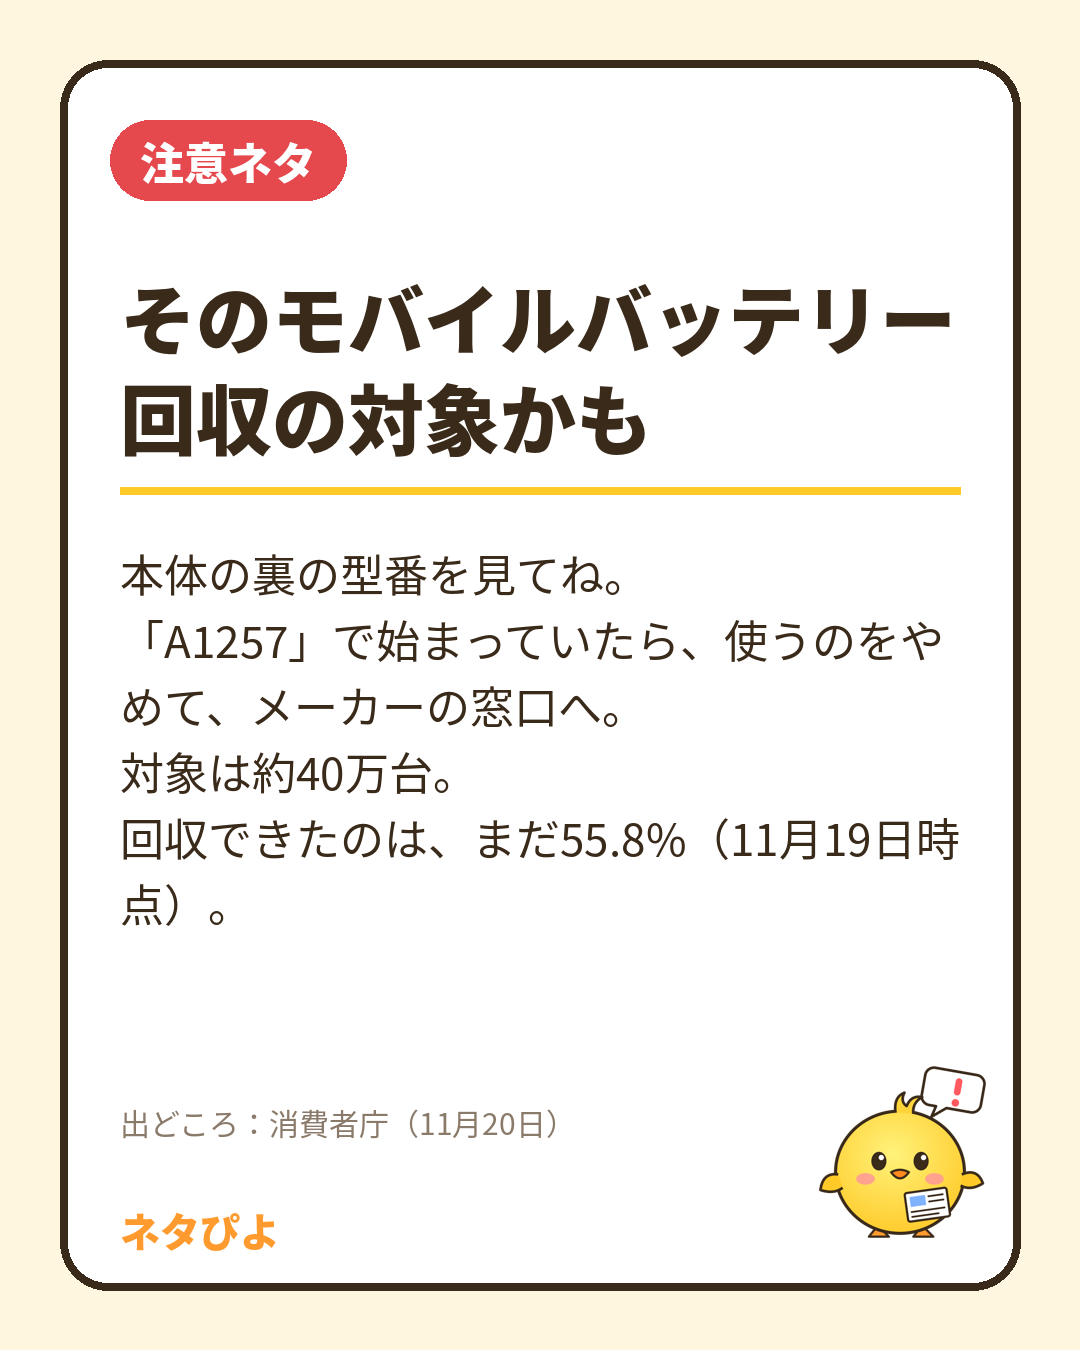 注意ネタ
そのモバイルバッテリー
回収の対象かも
本体の裏の型番を見てね。
「A1257」で始まっていたら、使うのをや
めて、メーカーの窓口へ。
対象は約40万台。
回収できたのは、まだ55.8%（11月19日時
点）。
出どころ：消費者庁（11月20日）
!
ネタぴよ